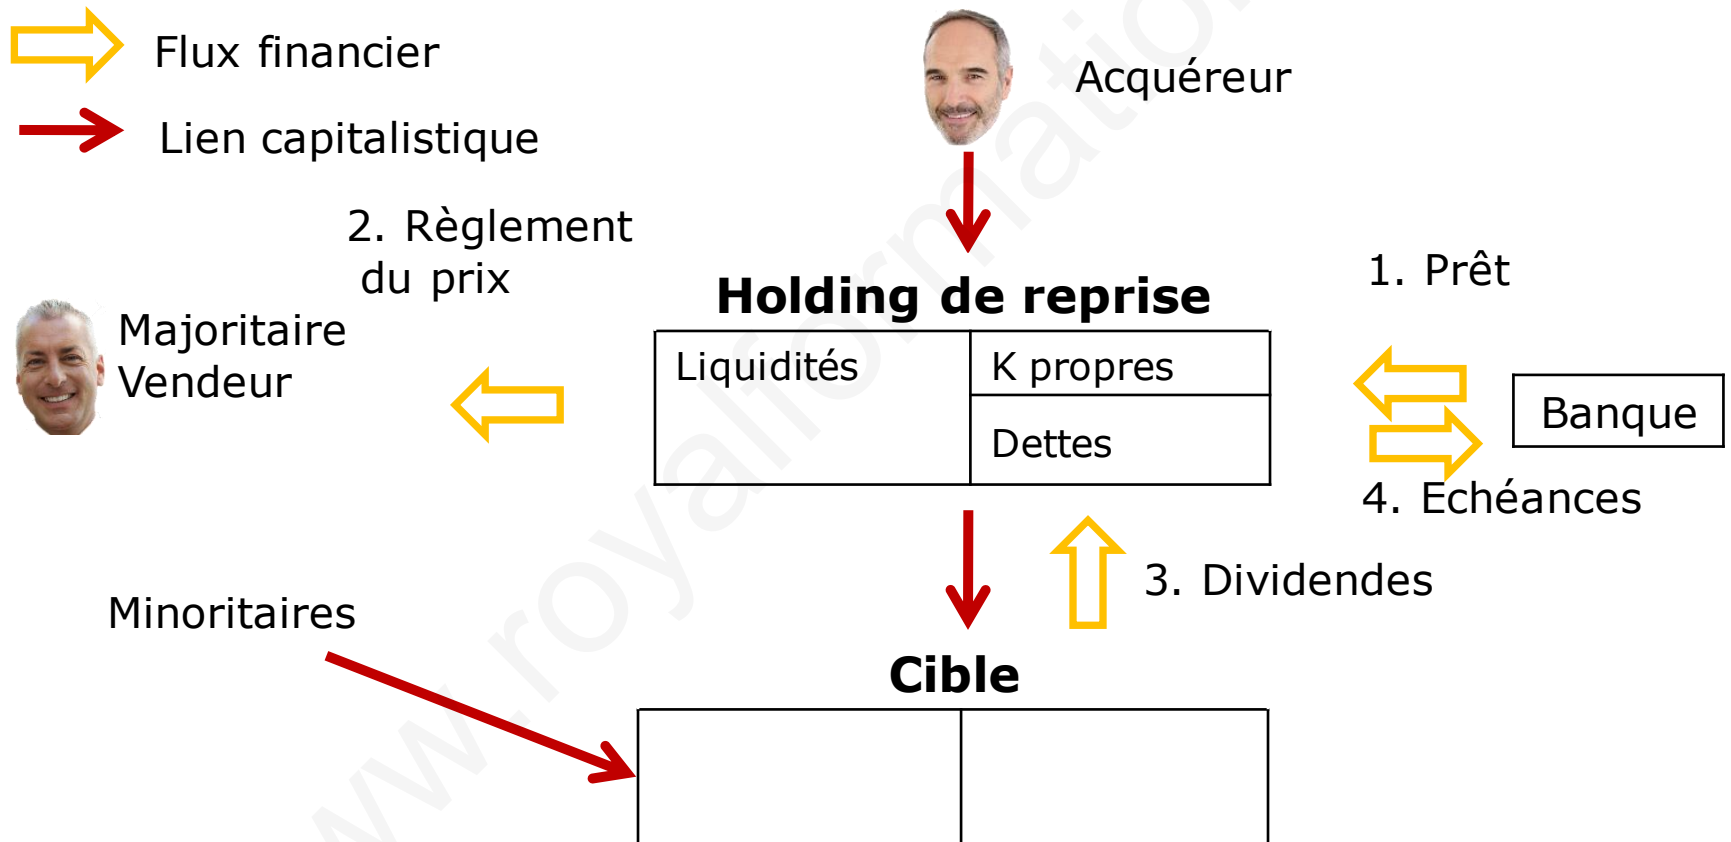 Flux financier
Acquéreur
Lien capitalistique
2. Règlement
du prix
1. Prêt
Holding de reprise
Majoritaire
Vendeur
Liquidités
K propres
Banque
Dettes
4. Echéances
3. Dividendes
Minoritaires
Cible